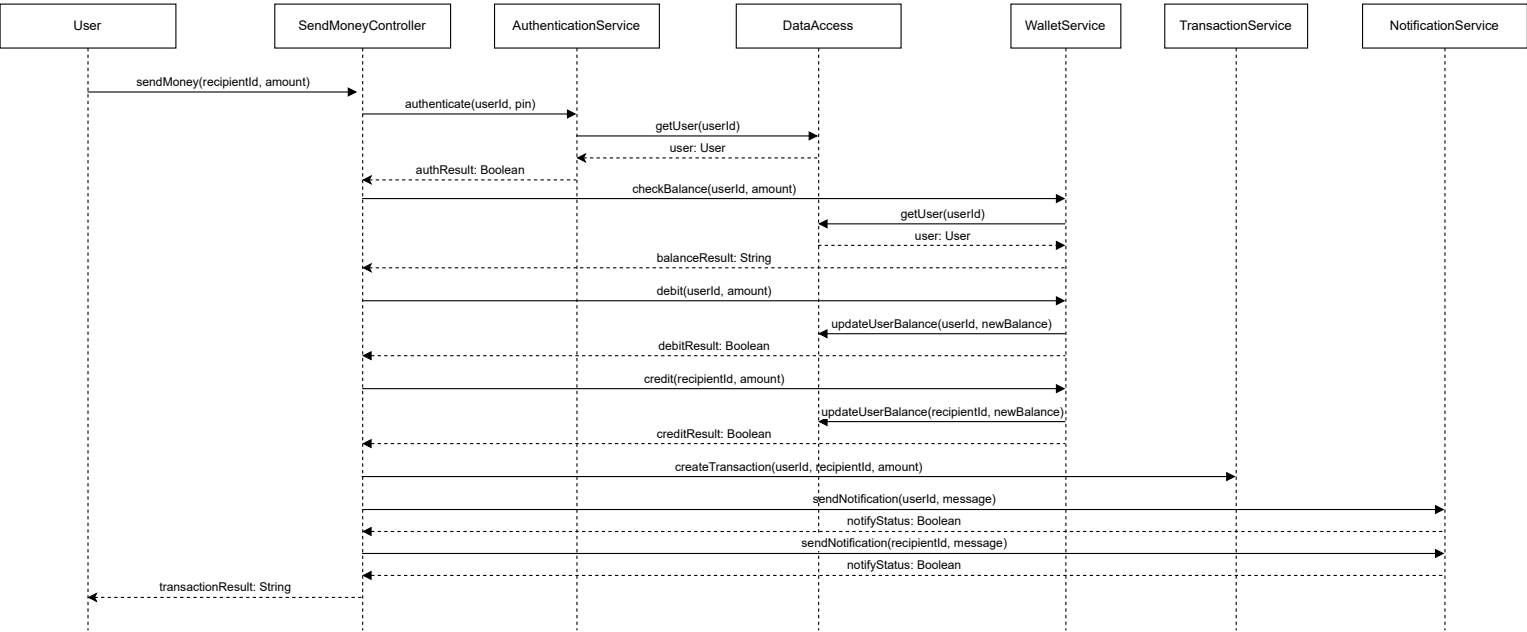 User
SendMoneyController
AuthenticationService
DataAccess
WalletService
TransactionService
NotificationService
sendMoney(recipientId, amount)
authenticate(userId, pin)
getUser(userId)
user: User
authResult: Boolean
checkBalance(userId, amount)
getUser(userId)
user: User
balanceResult: String
debit(userId, amount)
updateUserBalance(userId, newBalance)
debitResult: Boolean
credit(recipientId, amount)
updateUserBalance(recipientId, newBalance)
creditResult: Boolean
createTransaction(userId, recipientId, amount)
sendNotification(userId, message)
notifyStatus: Boolean
sendNotification(recipientId, message)
notifyStatus: Boolean
transactionResult: String